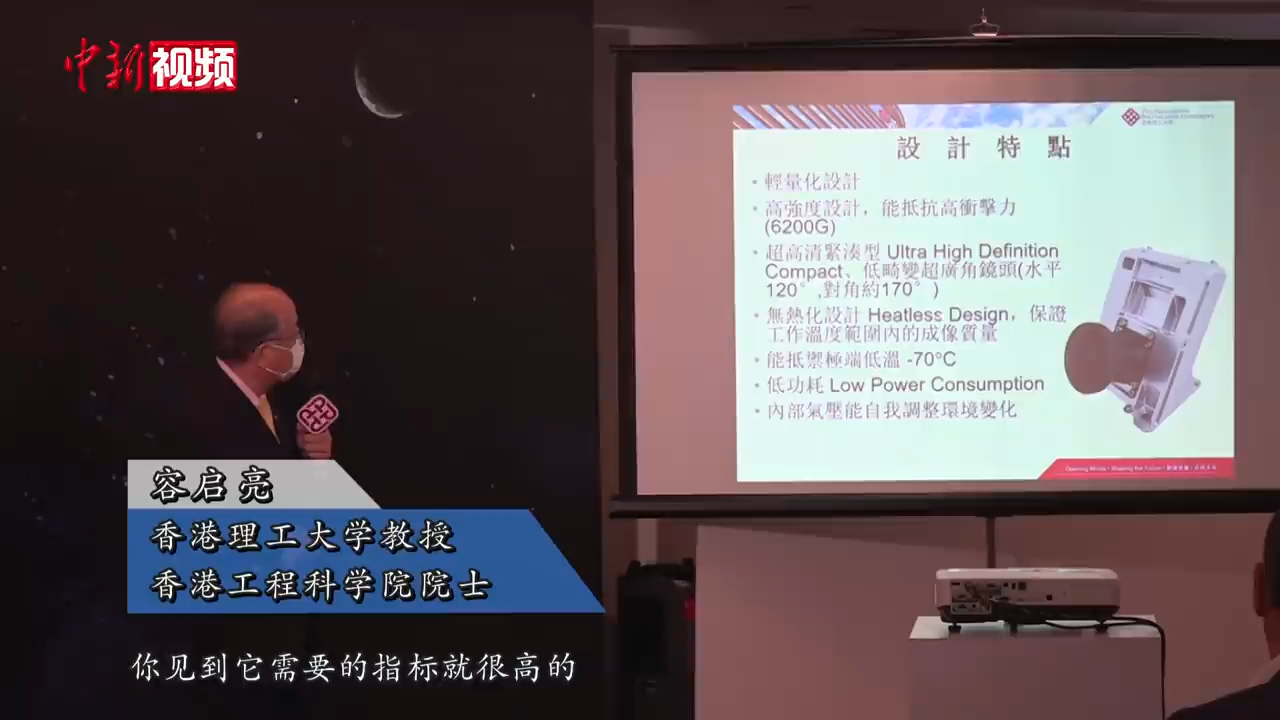 中新视频
設計特點
• 輕量化設計
• 高強度設計，能抵抗高衝擊力
(6200G)
• 超高清緊湊型 Ultra High Definition
Compact、低畸變超廣角鏡頭(水平
120°,對角約170°)
• 無熱化設計 Heatless Design，保證
工作溫度範圍內的成像質量
• 能抵禦極端低溫 -70°C
• 低功耗 Low Power Consumption
• 內部氣壓能自我調整環境變化
容启亮
香港理工大学教授
香港工程科学院院士
你见到它需要的指标就很高的